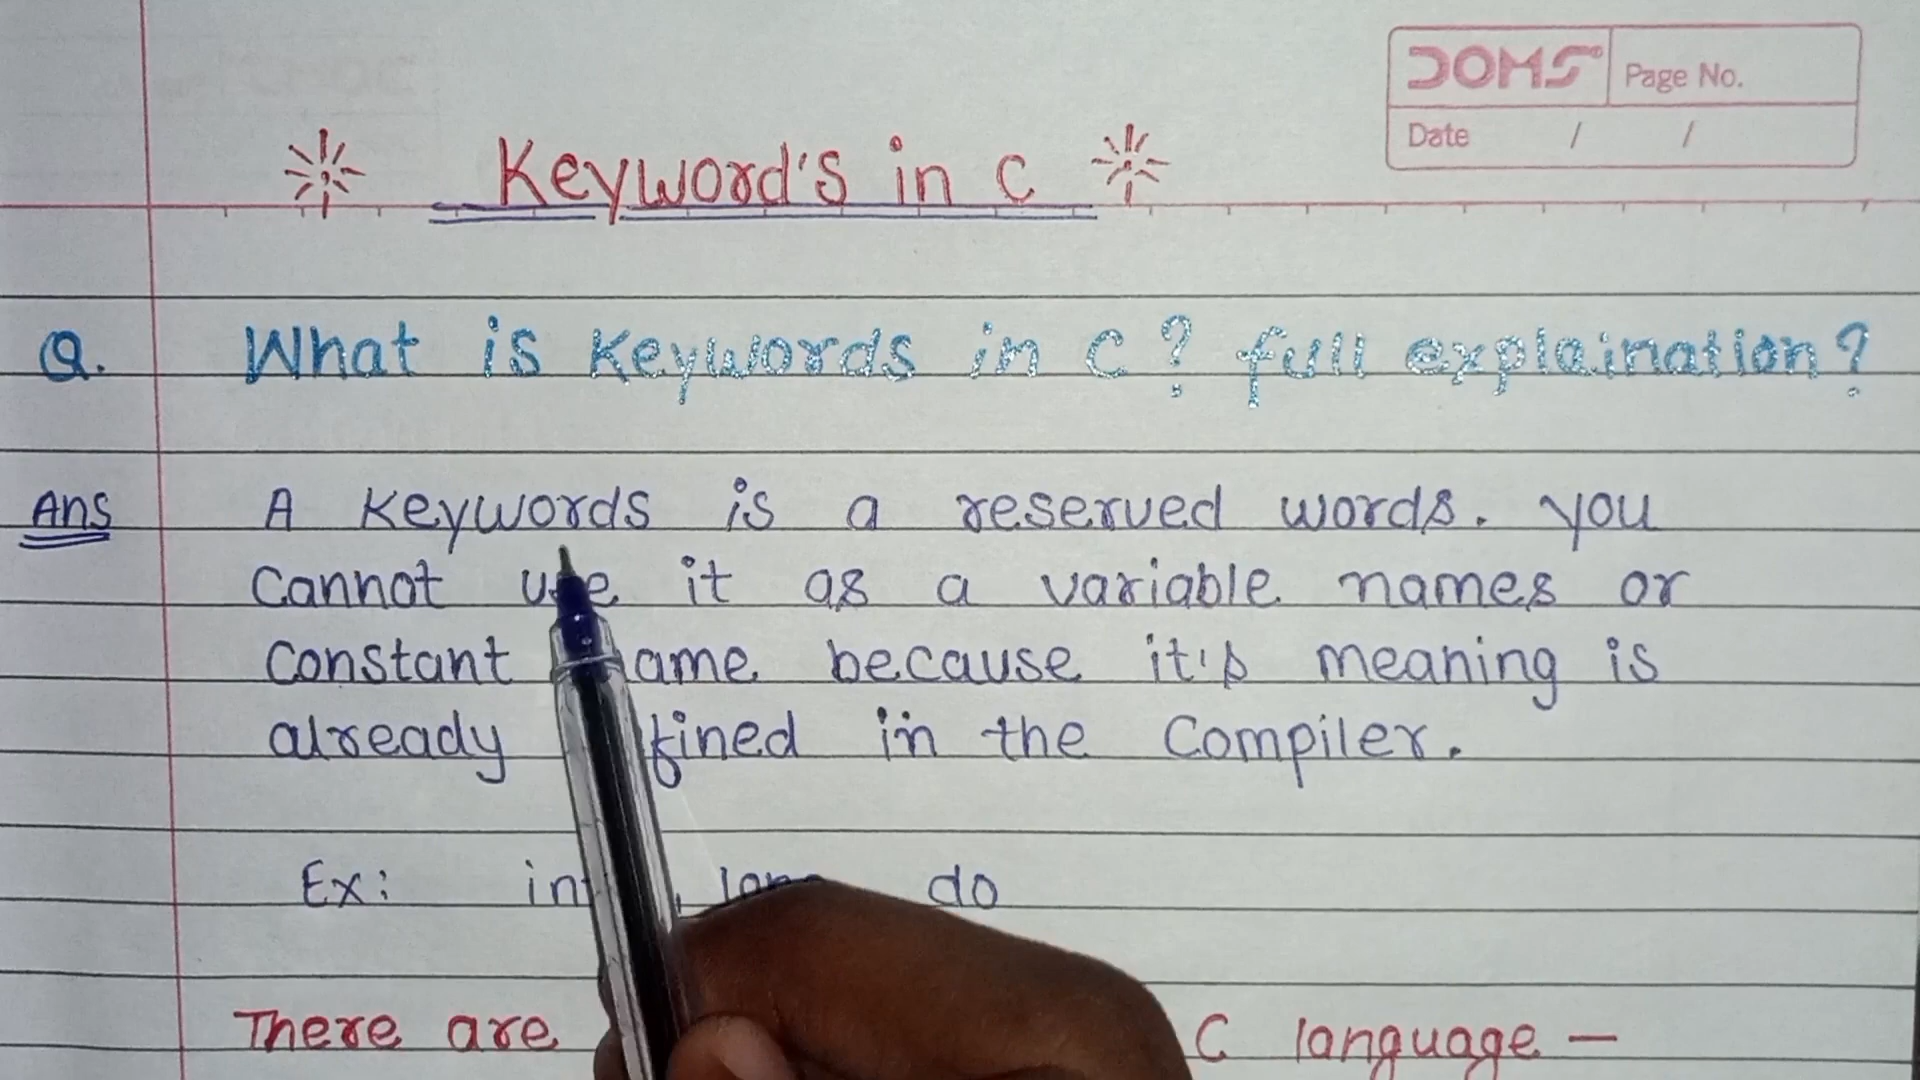 DOMS Page No.
Date / /
Keyword's in C
Q. What is Keywords in C? full explaination?
Ans A Keywords is a reserved words. You
Cannot use it as a variable names or
Constant name because it's meaning is
already in the Compiler.
Ex: do
There are C language —